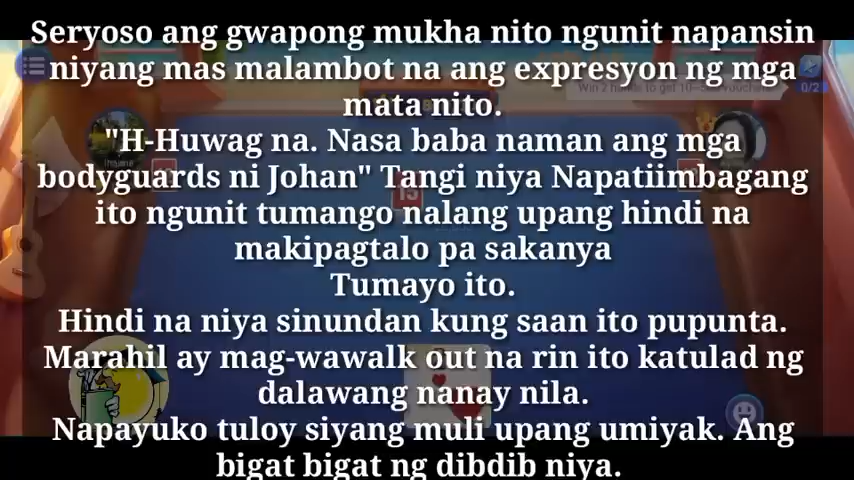 Seryoso ang gwapong mukha nito ngunit napansin
niyang mas malambot na ang expresyon ng mga
mata nito.
"H-Huwag na. Nasa baba naman ang mga
bodyguards ni Johan" Tangi niya Napatiimbagang
ito ngunit tumango nalang upang hindi na
makipagtalo pa sakanya
Tumayo ito.
Hindi na niya sinundan kung saan ito pupunta.
Marahil ay mag-wawalk out na rin ito katulad ng
dalawang nanay nila.
Napayuko tuloy siyang muli upang umiyak. Ang
bigat bigat ng dibdib niya.
0/2
15